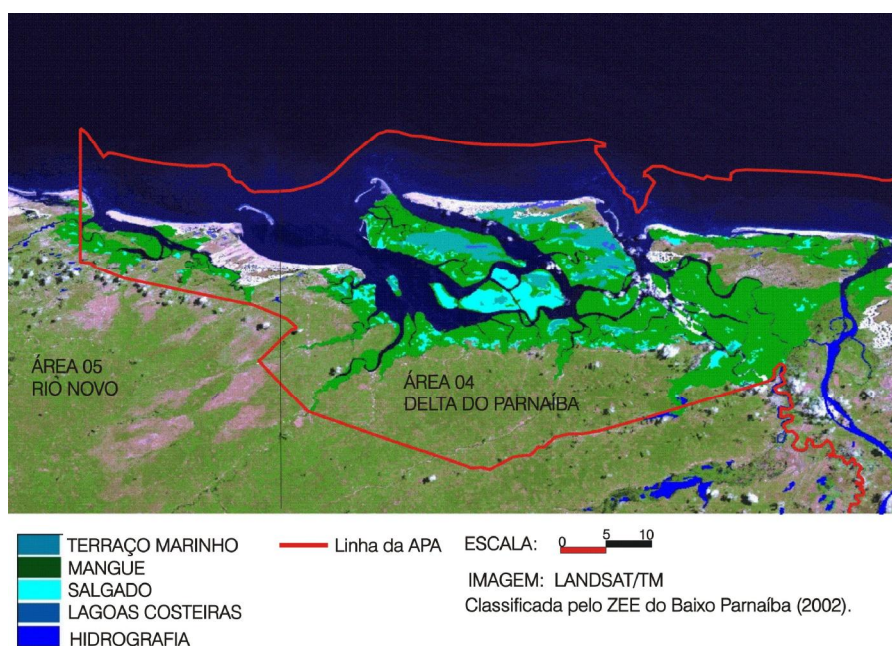 ÁREA 05
RIO NOVO
ÁREA 04
DELTA DO PARNAÍBA
TERRAÇO MARINHO
MANGUE
SALGADO
LAGOAS COSTEIRAS
HIDROGRAFIA
Linha da APA
ESCALA: 0 5 10
IMAGEM: LANDSAT/TM
Classificada pelo ZEE do Baixo Parnaíba (2002).